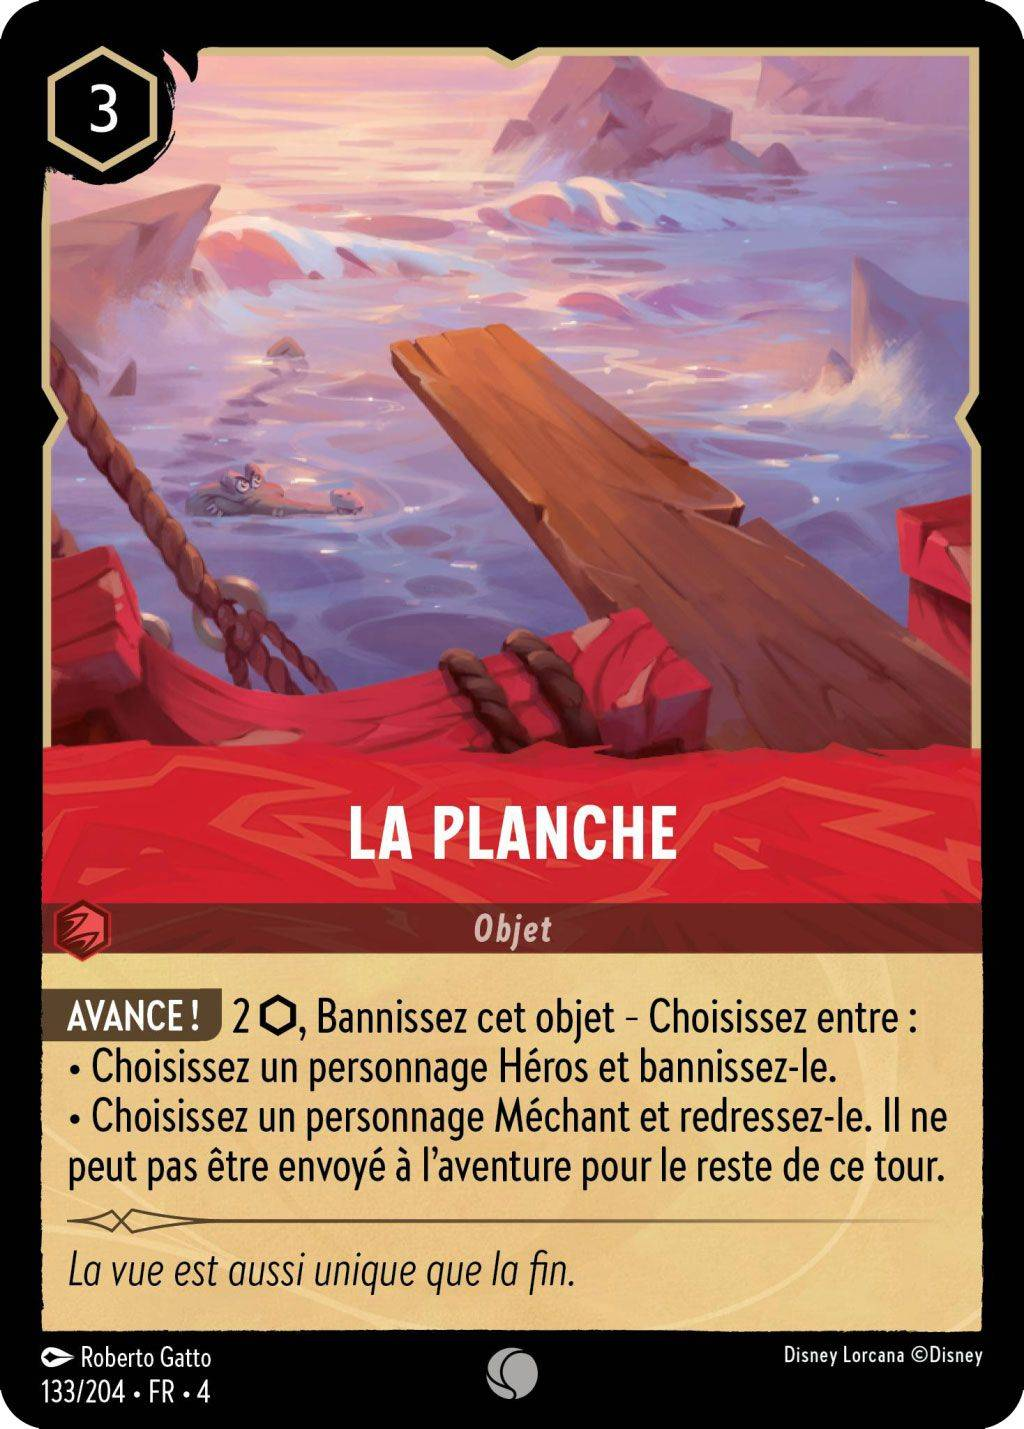 3
LA PLANCHE
Objet
AVANCE ! 2 ⬡, Bannissez cet objet - Choisissez entre :
• Choisissez un personnage Héros et bannissez-le.
• Choisissez un personnage Méchant et redressez-le. Il ne
peut pas être envoyé à l'aventure pour le reste de ce tour.
La vue est aussi unique que la fin.
Roberto Gatto
133/204 • FR • 4
Disney Lorcana ©Disney